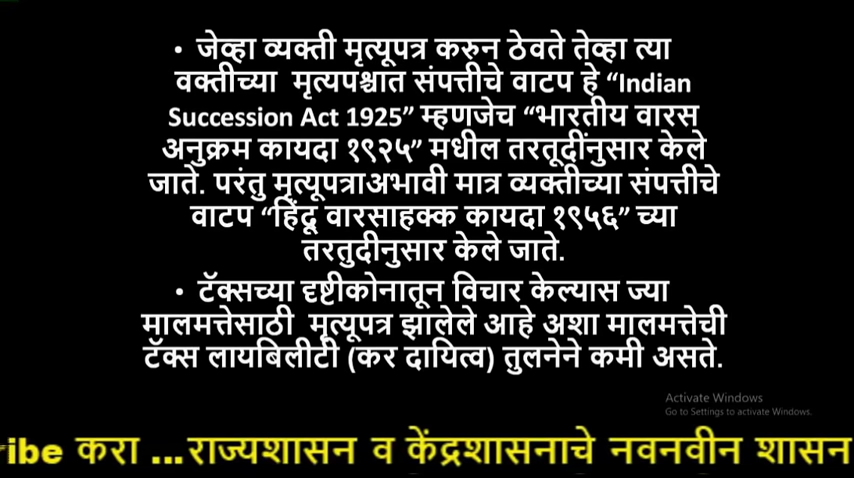 • जेव्हा व्यक्ती मृत्यूपत्र करुन ठेवते तेव्हा त्या
वक्तीच्या मृत्यपश्चात संपत्तीचे वाटप हे “Indian
Succession Act 1925” म्हणजेच “भारतीय वारस
अनुक्रम कायदा १९२५” मधील तरतूदींनुसार केले
जाते. परंतु मृत्यूपत्राअभावी मात्र व्यक्तीच्या संपत्तीचे
वाटप “हिंदू वारसाहक्क कायदा १९५६” च्या
तरतुदीनुसार केले जाते.
• टॅक्सच्या दृष्टीकोनातून विचार केल्यास ज्या
मालमत्तेसाठी मृत्यूपत्र झालेले आहे अशा मालमत्तेची
टॅक्स लायबिलीटी (कर दायित्व) तुलनेने कमी असते.
Activate Windows
Go to Settings to activate Windows.
ribe करा ...राज्यशासन व केंद्रशासनाचे नवनवीन शासन